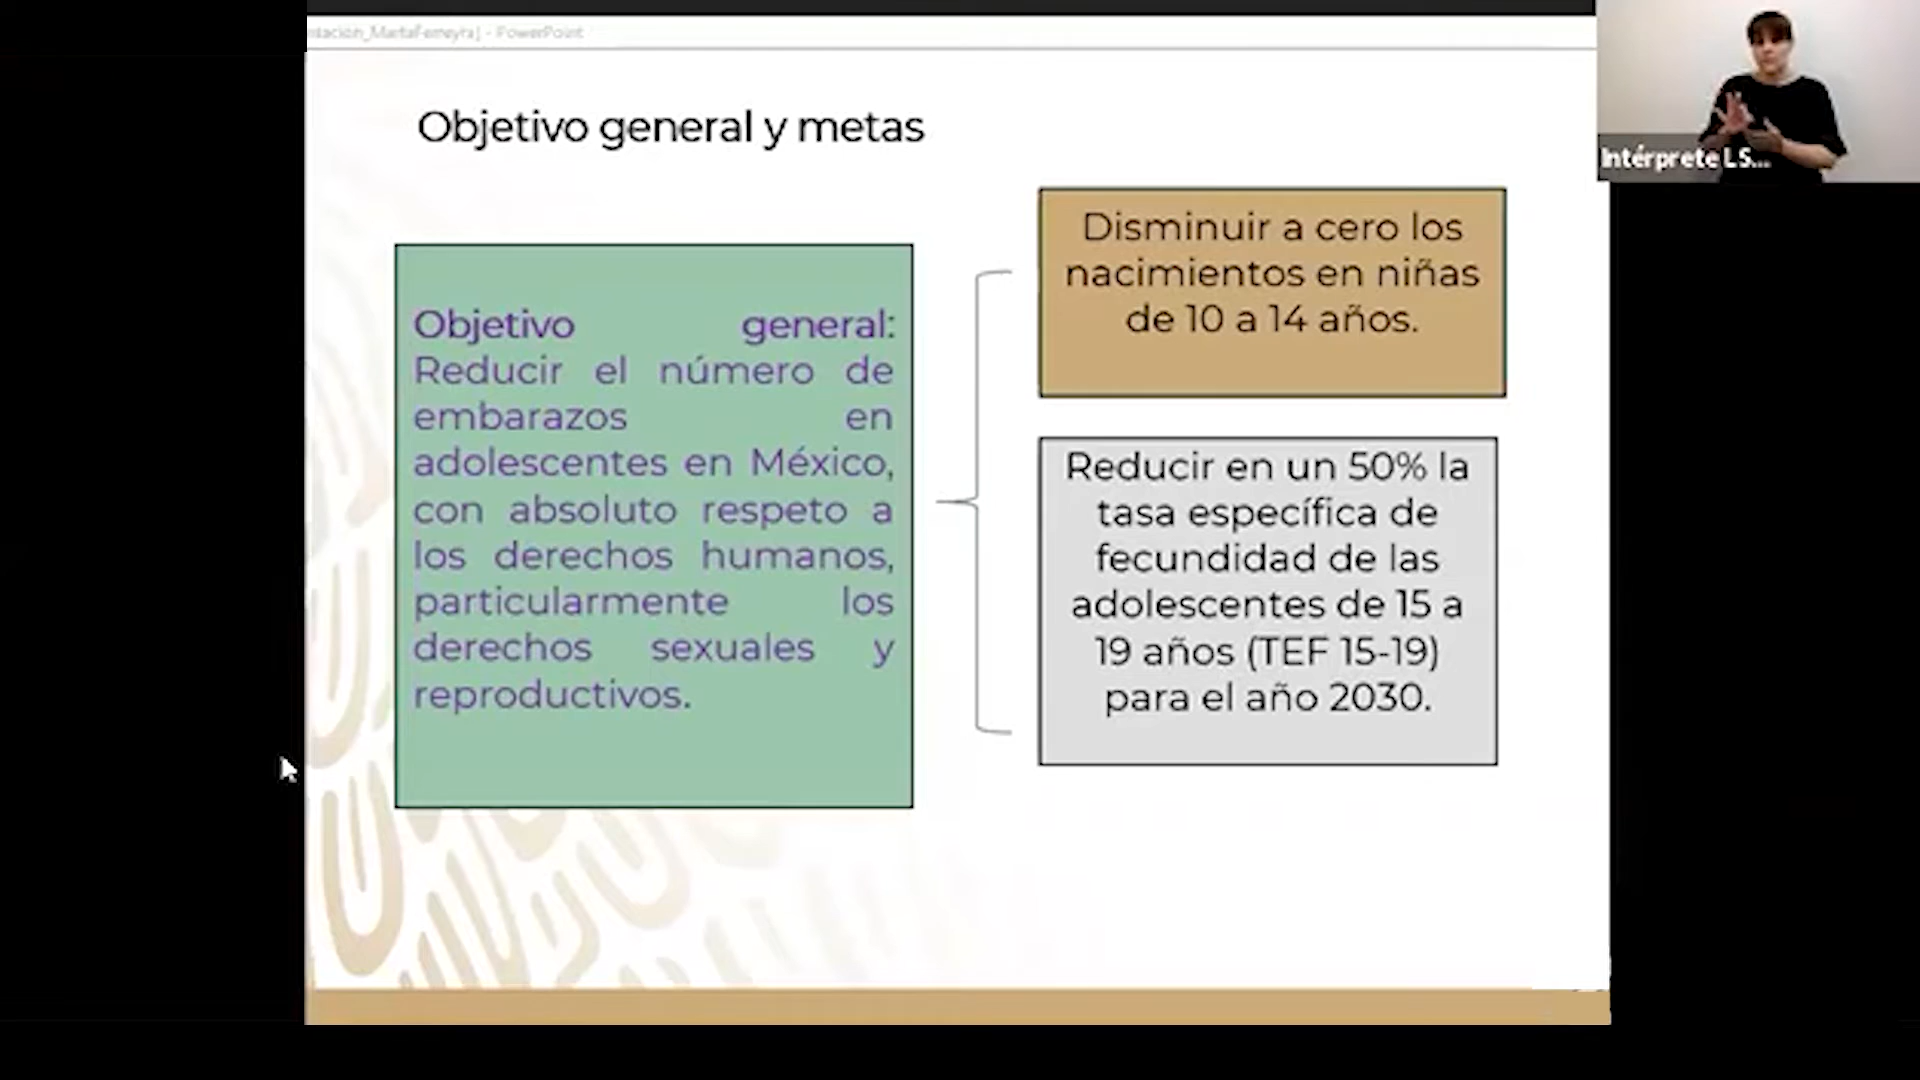 tacion_MartaFerreyra] - PowerPoint
Intérprete LS...
Objetivo general y metas
Objetivo general:
Reducir el número de
embarazos en
adolescentes en México,
con absoluto respeto a
los derechos humanos,
particularmente los
derechos sexuales y
reproductivos.
Disminuir a cero los
nacimientos en niñas
de 10 a 14 años.
Reducir en un 50% la
tasa específica de
fecundidad de las
adolescentes de 15 a
19 años (TEF 15-19)
para el año 2030.